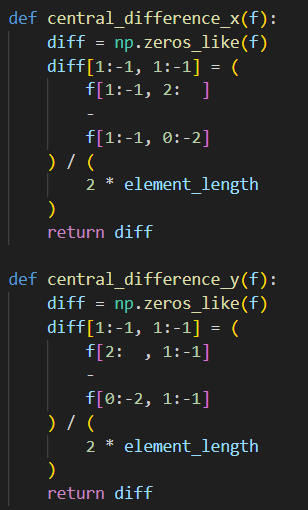 def central_difference_x(f):
    diff = np.zeros_like(f)
    diff[1:-1, 1:-1] = (
        f[1:-1, 2:  ]
        -
        f[1:-1, 0:-2]
    ) / (
        2 * element_length
    )
    return diff

def central_difference_y(f):
    diff = np.zeros_like(f)
    diff[1:-1, 1:-1] = (
        f[2:  , 1:-1]
        -
        f[0:-2, 1:-1]
    ) / (
        2 * element_length
    )
    return diff